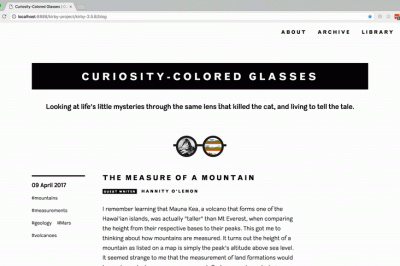 Curiosity-Colored Glasses | C
localhost:8888/kirby-project/kirby-2.5.8/blog
ABOUT ARCHIVE LIBRARY
CURIOSITY-COLORED GLASSES
Looking at life's little mysteries through the same lens that killed the cat, and living to tell the tale.
THE MEASURE OF A MOUNTAIN
09 April 2017
GUEST WRITER HANNITY O'LEMON
#mountains
#measurements
#geology #Mars
#volcanoes
I remember learning that Mauna Kea, a volcano that forms one of the
Hawai'ian islands, was actually "taller" than Mt Everest, when comparing
the height from their respective bases to their peaks. This got me to
thinking about how mountains are measured. It turns out the height of a
mountain as listed on a map is simply the peak's altitude above sea level.
It seemed strange to me that the measurement of land formations would